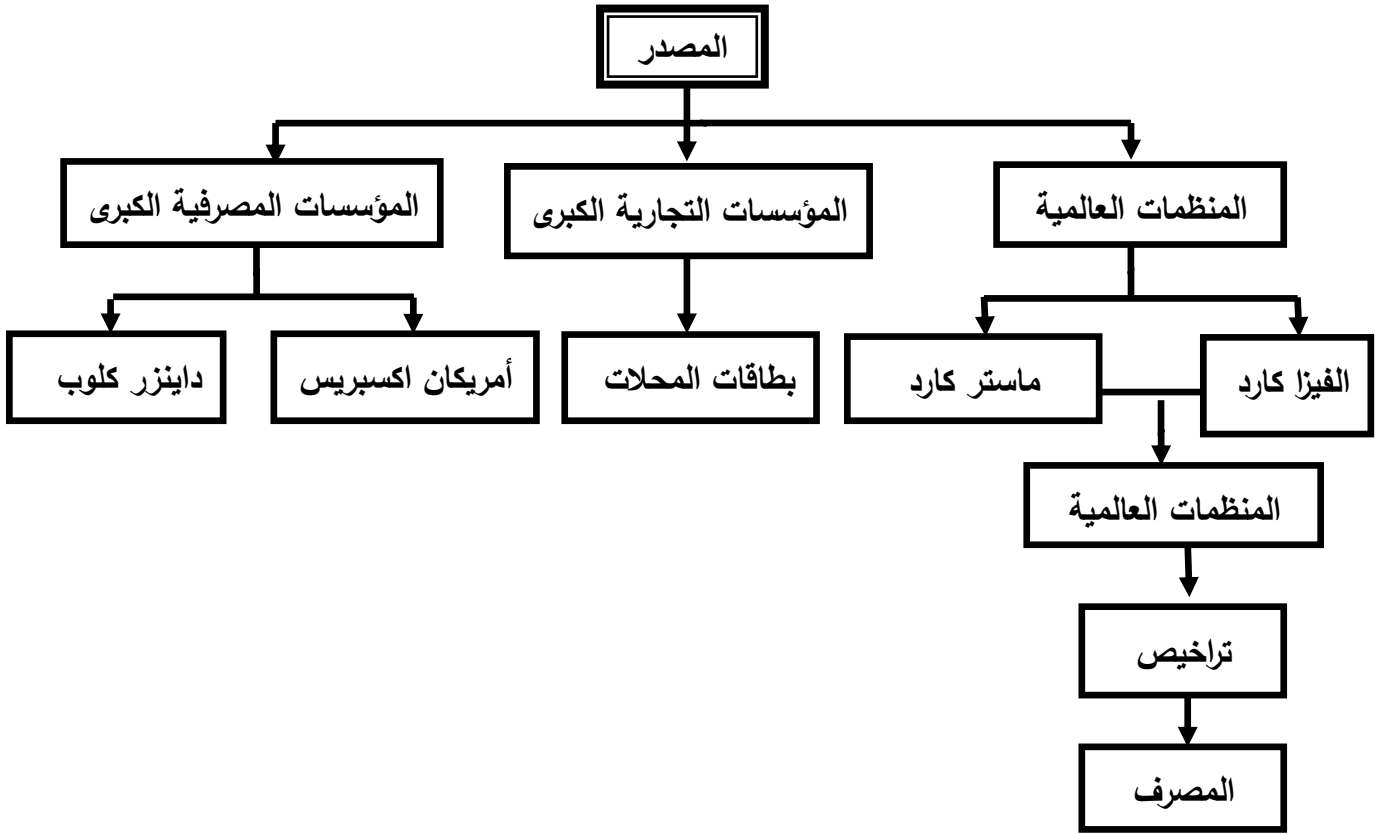 المصدر
المنظمات العالمية
المؤسسات التجارية الكبرى
المؤسسات المصرفية الكبرى
الفيزا كارد
ماستر كارد
بطاقات المحلات
أمريكان اكسبريس
داينزر كلوب
المنظمات العالمية
تراخيص
المصرف